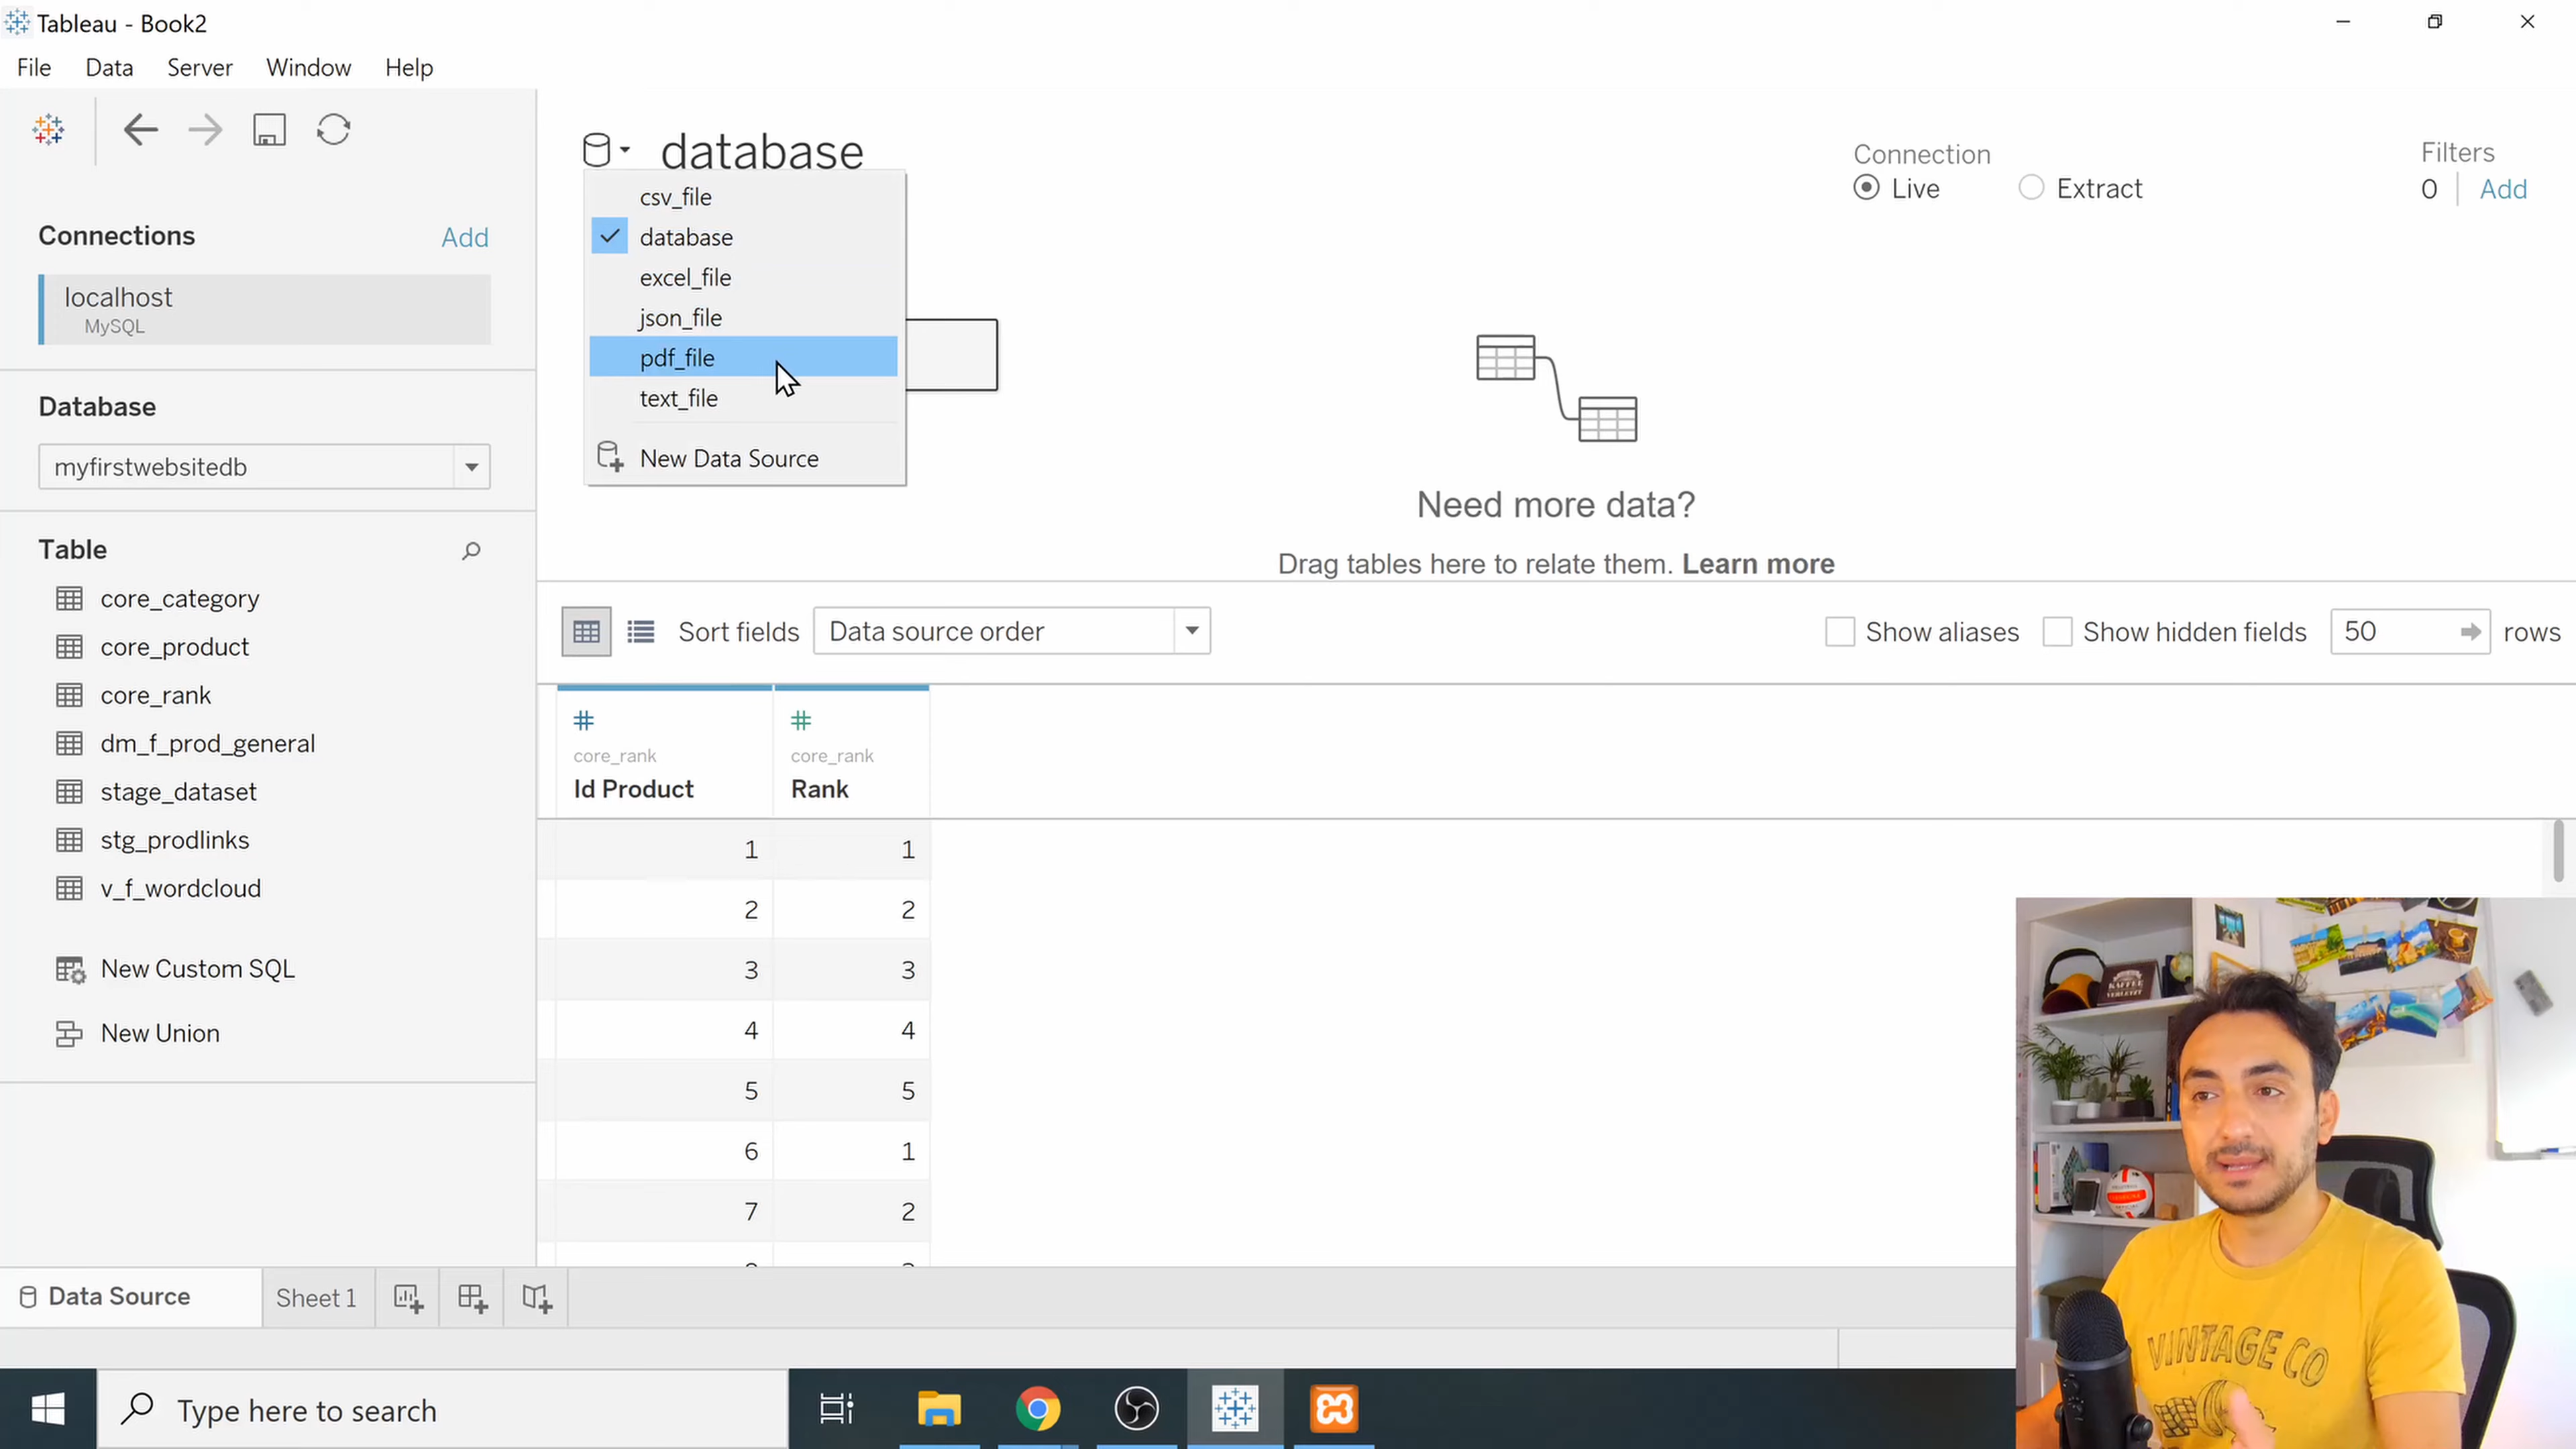 Tableau - Book2
File Data Server Window Help
Connections Add
localhost
MySQL
Database
myfirstwebsitedb
Table
core_category
core_product
core_rank
dm_f_prod_general
stage_dataset
stg_prodlinks
v_f_wordcloud
New Custom SQL
New Union
database
csv_file
database
excel_file
json_file
pdf_file
text_file
New Data Source
Connection
Live Extract
Filters
0 Add
Need more data?
Drag tables here to relate them. Learn more
Sort fields Data source order Show aliases Show hidden fields 50 rows
core_rank core_rank
Id Product Rank
1 1
2 2
3 3
4 4
5 5
6 1
7 2
Data Source Sheet 1
Type here to search
KAFFEE
VINTAGE CO